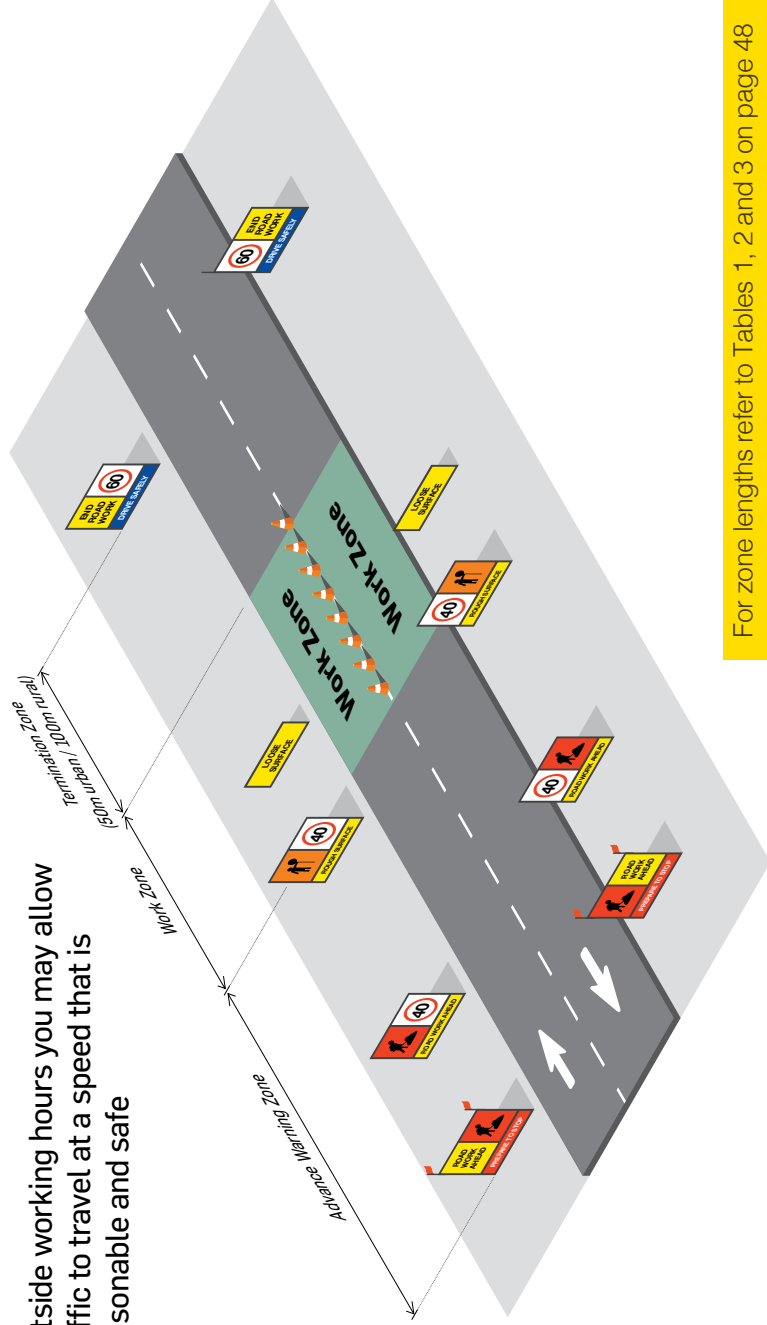 tside working hours you may allow
ffic to travel at a speed that is
sonable and safe
Termination Zone
(50m urban / 100m rural)
Work Zone
Advance Warning Zone
END
ROAD
WORK
60
DRIVE SAFELY
60
END
ROAD
WORK
DRIVE SAFELY
Work Zone
Work Zone
LOOSE
SURFACE
LOOSE
SURFACE
40
ROUGH SURFACE
40
ROUGH SURFACE
40
ROAD WORK AHEAD
40
ROAD WORK AHEAD
ROAD
WORK
AHEAD
PREPARE TO STOP
ROAD
WORK
AHEAD
PREPARE TO STOP
For zone lengths refer to Tables 1, 2 and 3 on page 48